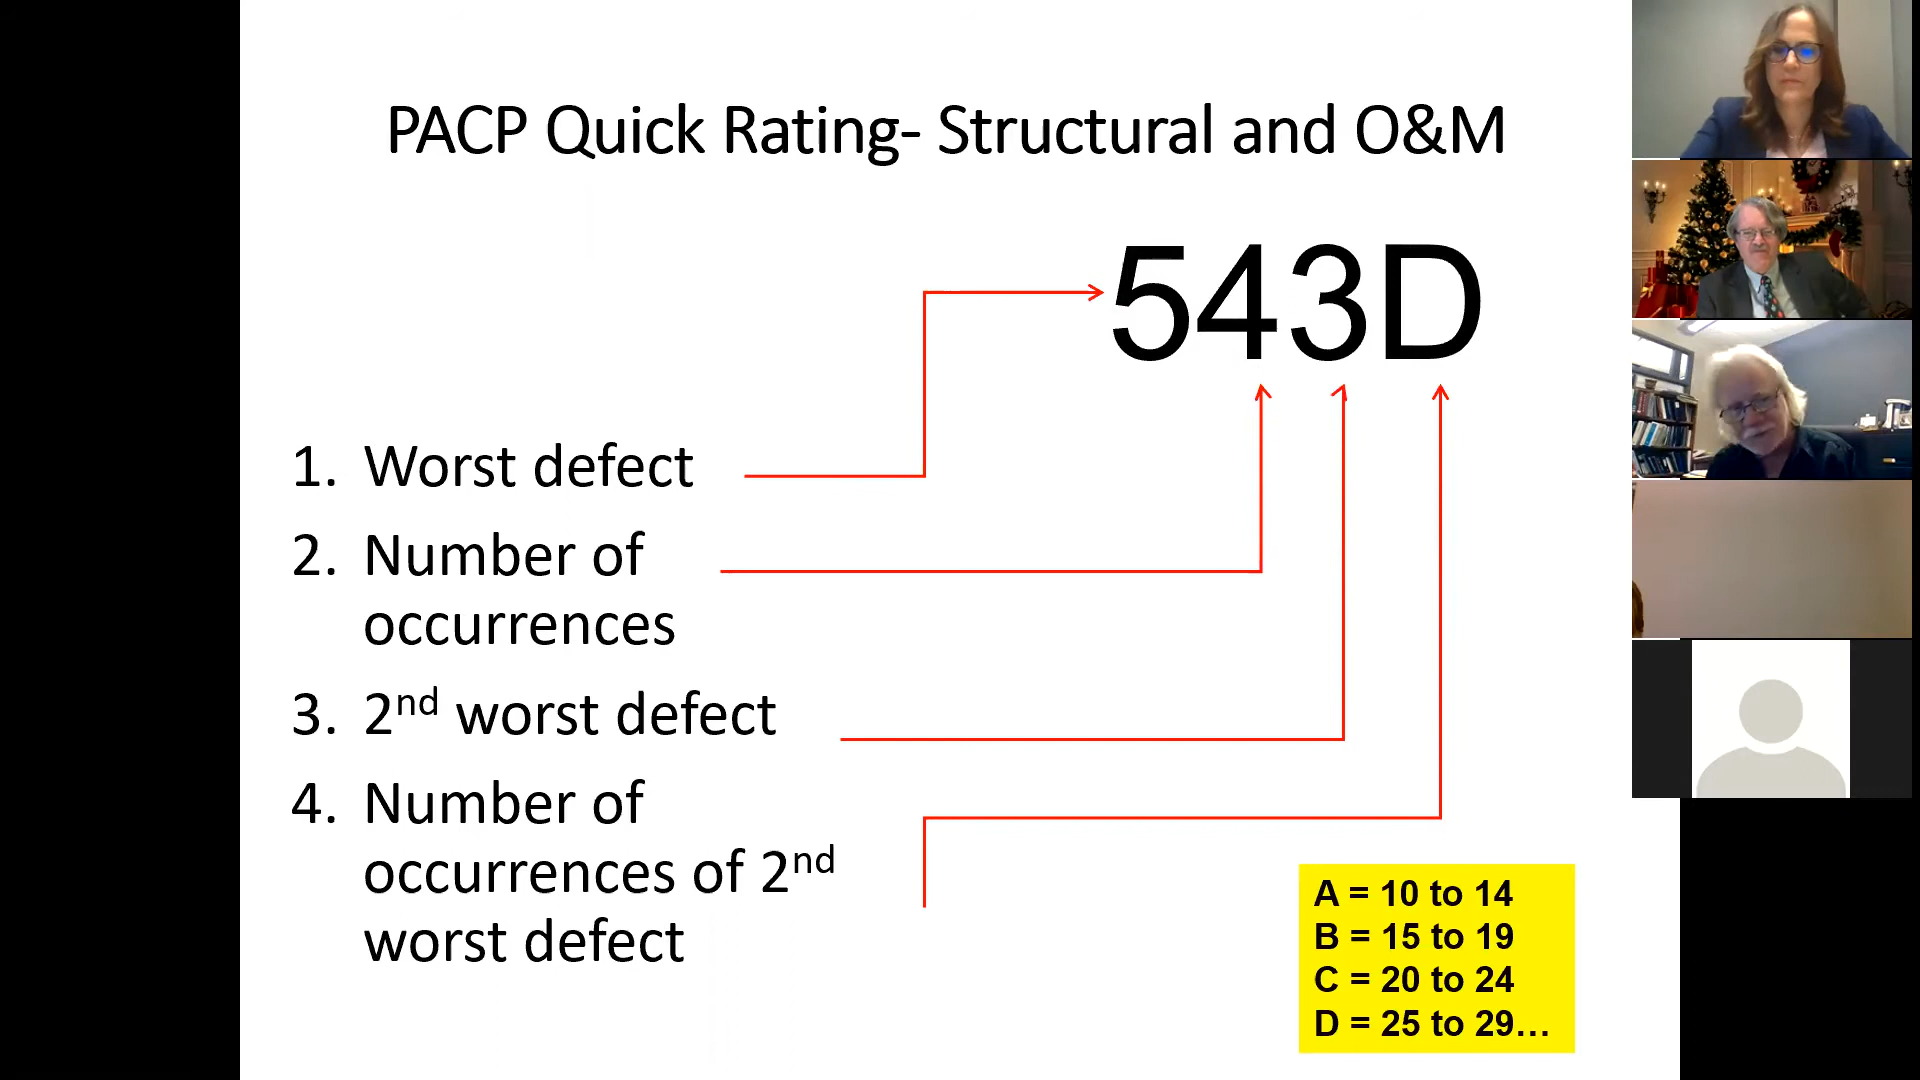 PACP Quick Rating- Structural and O&M
543D
1. Worst defect
2. Number of
occurrences
3. 2nd worst defect
4. Number of
occurrences of 2nd
worst defect
A = 10 to 14
B = 15 to 19
C = 20 to 24
D = 25 to 29…